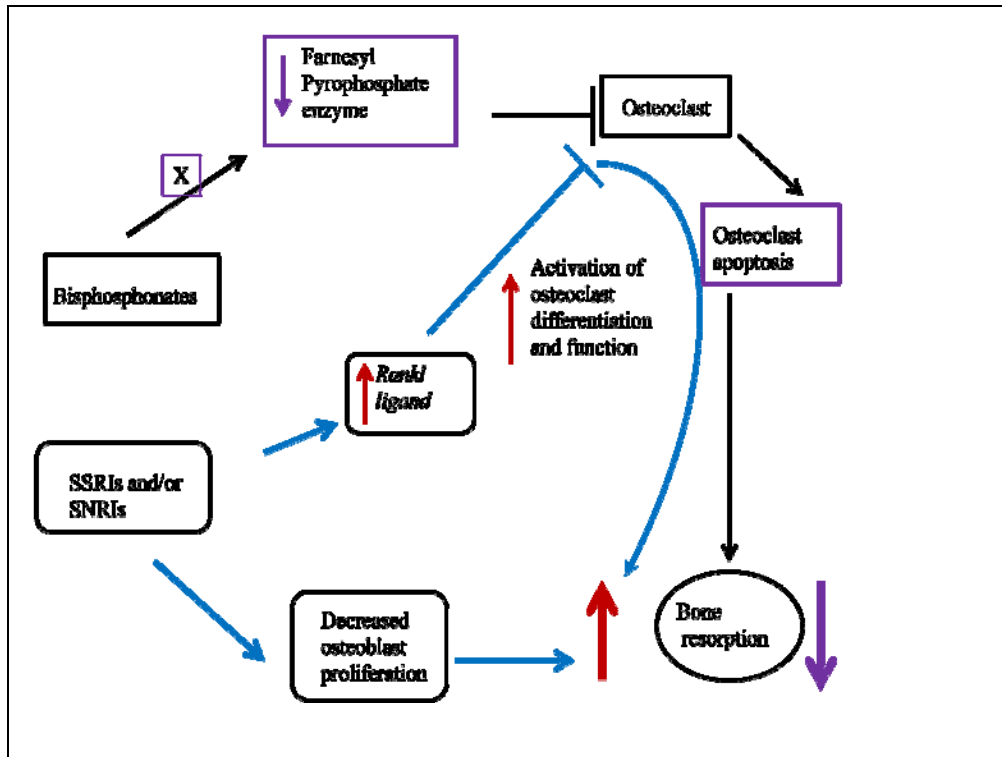 Farnesyl
Pyrophosphate
enzyme
Osteoclast
X
Osteoclast
apoptosis
Bisphosphonates
Activation of
osteoclast
differentiation
and function
Rankl
ligand
SSRIs and/or
SNRIs
Decreased
osteoblast
proliferation
Bone
resorption